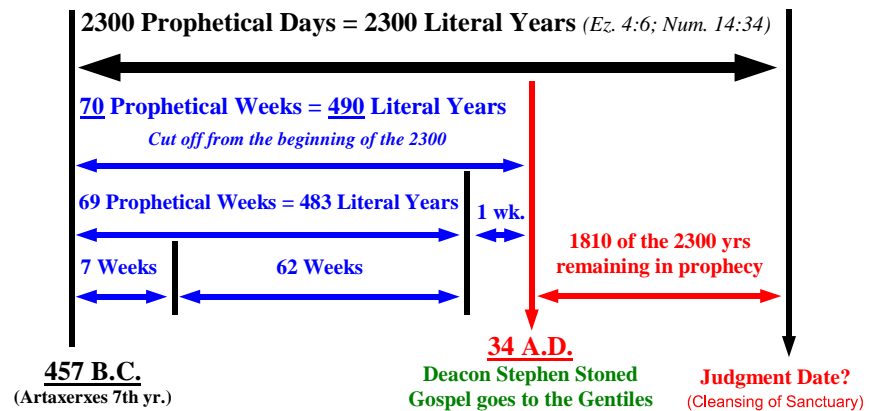 2300 Prophetical Days = 2300 Literal Years (Ez. 4:6; Num. 14:34)
70 Prophetical Weeks = 490 Literal Years
Cut off from the beginning of the 2300
69 Prophetical Weeks = 483 Literal Years
1 wk.
7 Weeks
62 Weeks
1810 of the 2300 yrs
remaining in prophecy
457 B.C.
(Artaxerxes 7th yr.)
34 A.D.
Deacon Stephen Stoned
Gospel goes to the Gentiles
Judgment Date?
(Cleansing of Sanctuary)